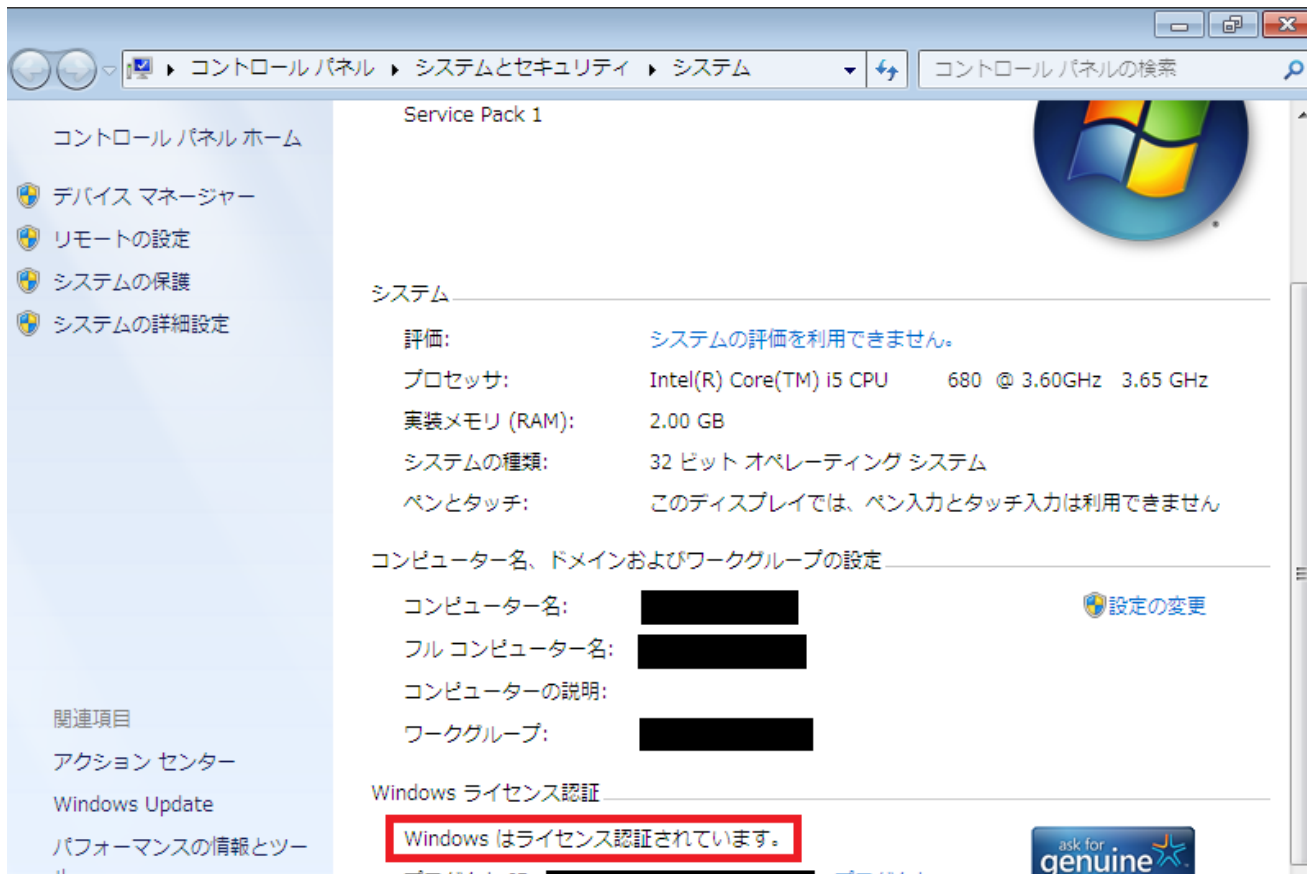 コントロール パネル ▸ システムとセキュリティ ▸ システム
コントロール パネルの検索
コントロール パネル ホーム
デバイス マネージャー
リモートの設定
システムの保護
システムの詳細設定
関連項目
アクション センター
Windows Update
パフォーマンスの情報とツー
Service Pack 1
システム
評価: システムの評価を利用できません。
プロセッサ: Intel(R) Core(TM) i5 CPU 680 @ 3.60GHz 3.65 GHz
実装メモリ (RAM): 2.00 GB
システムの種類: 32 ビット オペレーティング システム
ペンとタッチ: このディスプレイでは、ペン入力とタッチ入力は利用できません
コンピューター名、ドメインおよびワークグループの設定
コンピューター名: 設定の変更
フル コンピューター名:
コンピューターの説明:
ワークグループ:
Windows ライセンス認証
Windows はライセンス認証されています。
ask for
genuine